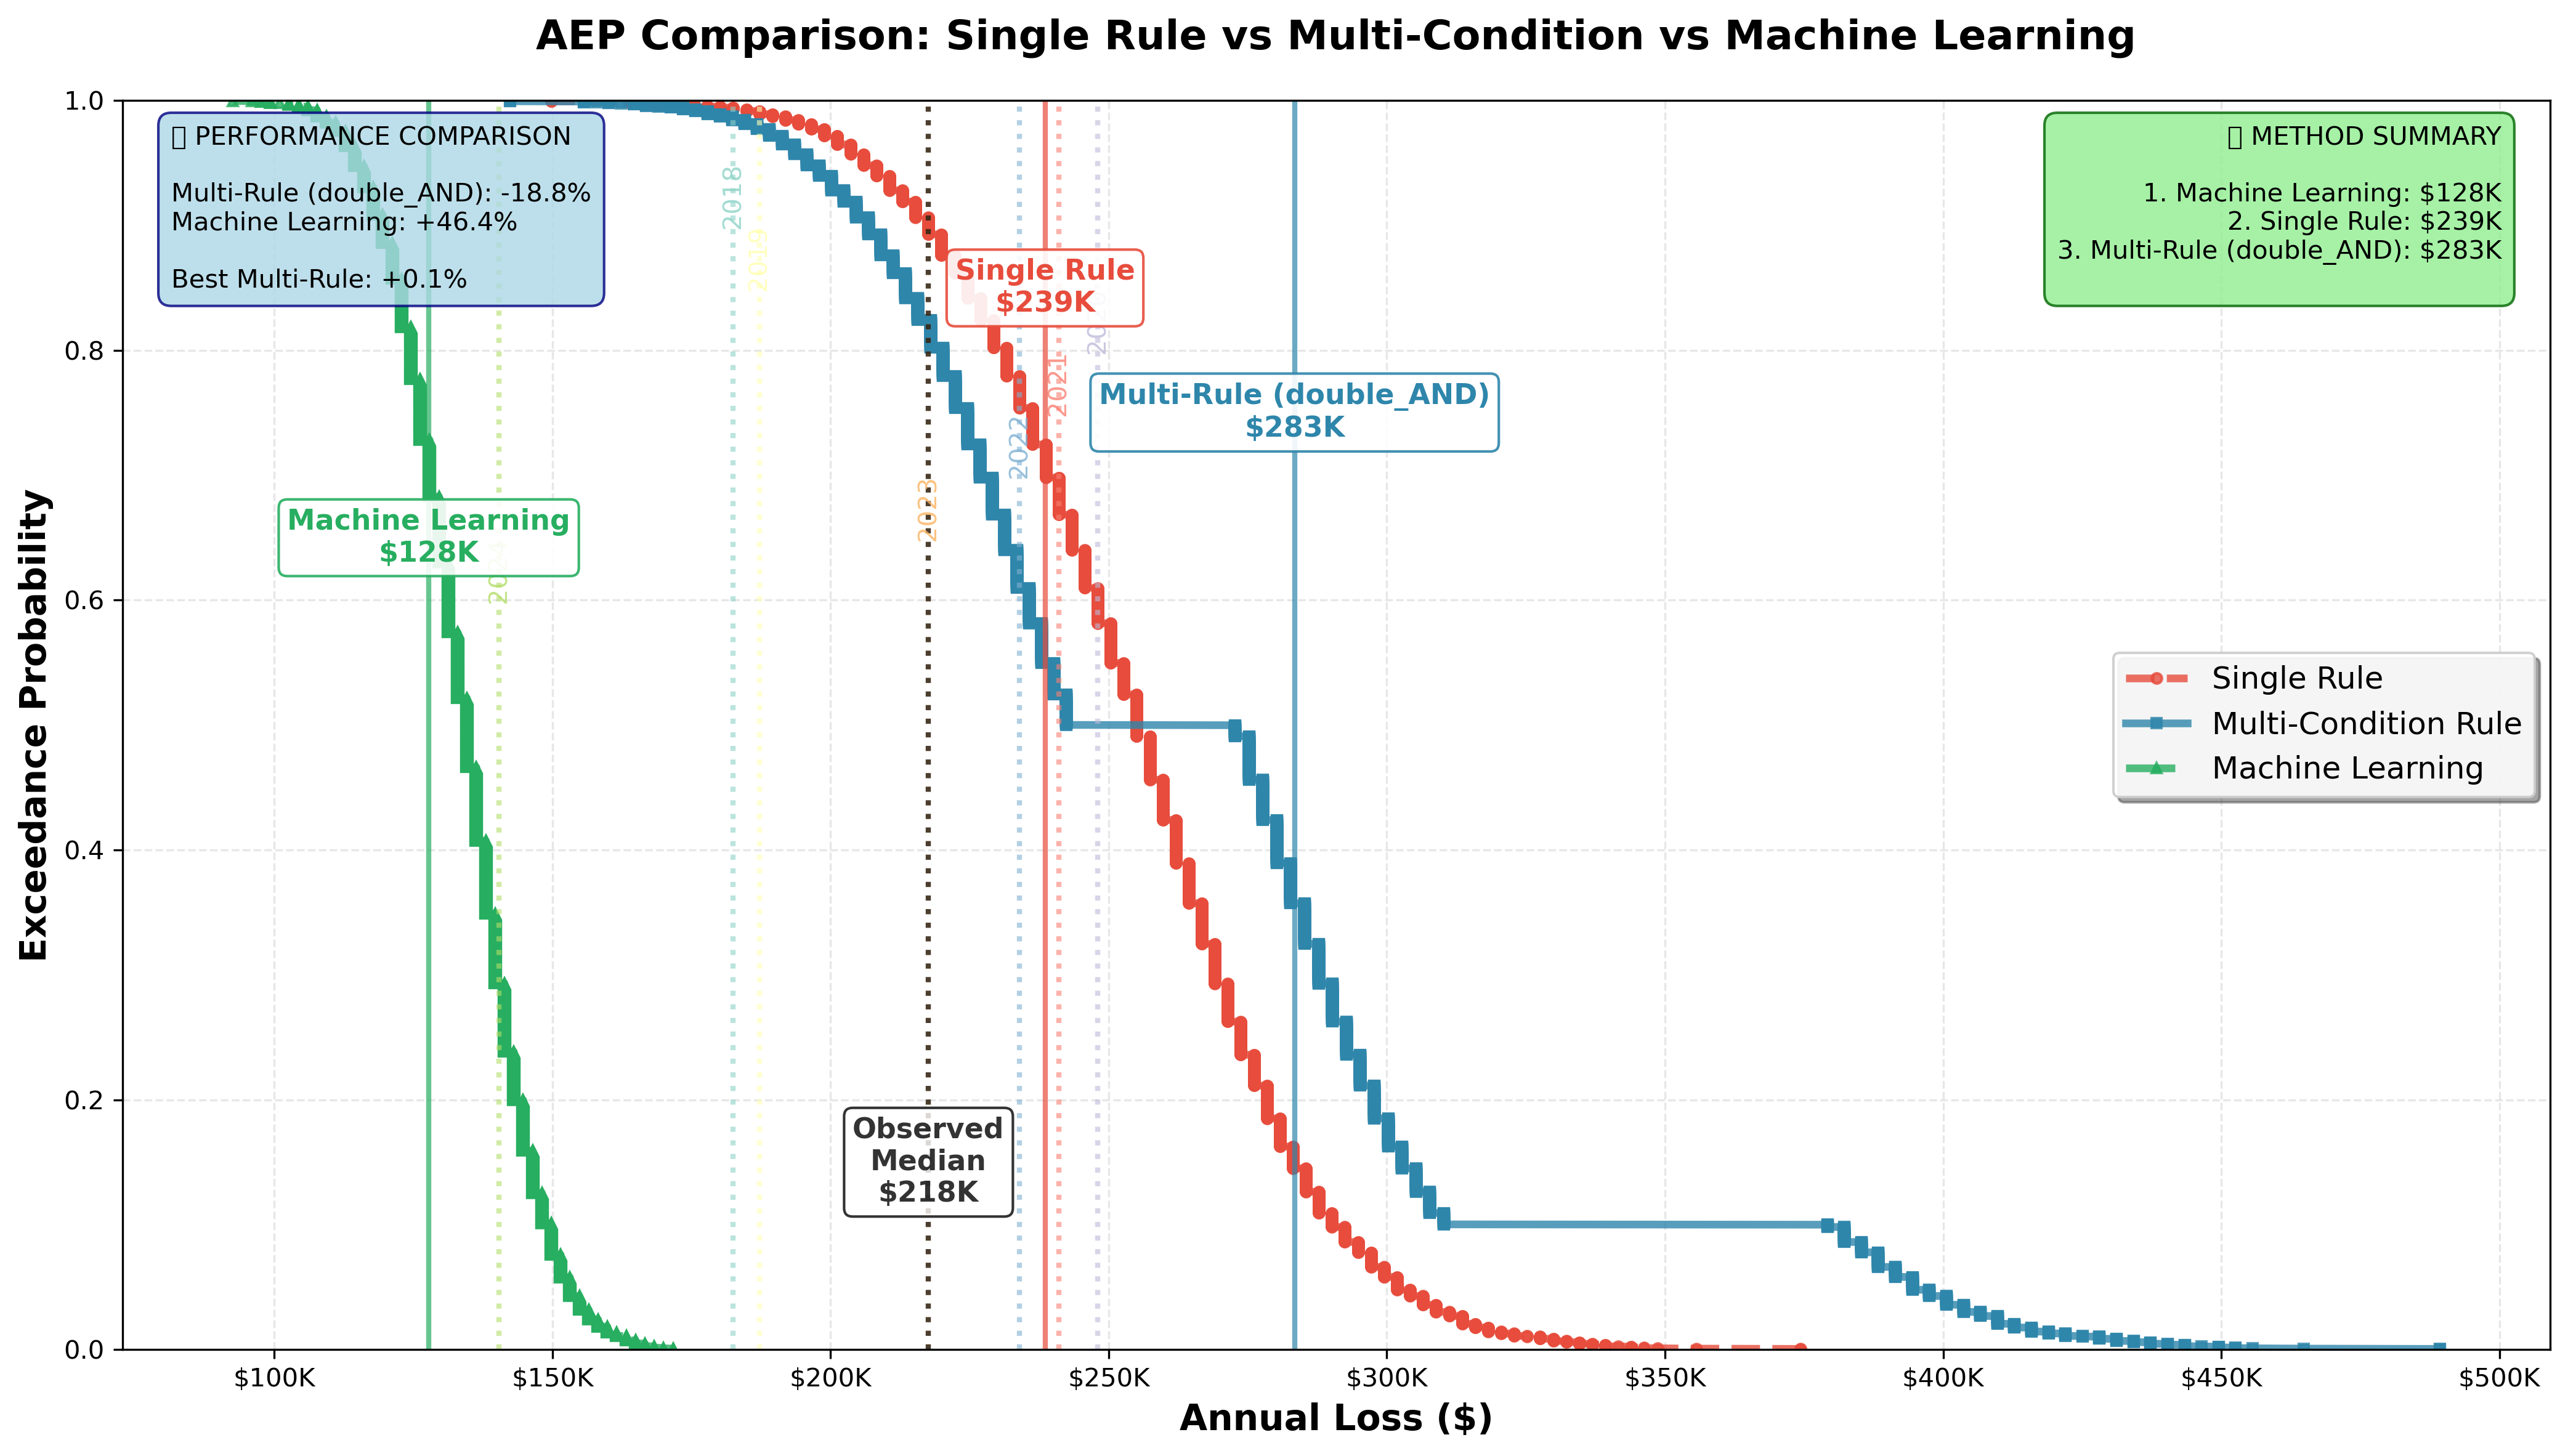 AEP Comparison: Single Rule vs Multi-Condition vs Machine Learning
PERFORMANCE COMPARISON
Multi-Rule (double_AND): -18.8%
Machine Learning: +46.4%
Best Multi-Rule: +0.1%
METHOD SUMMARY
1. Machine Learning: $128K
2. Single Rule: $239K
3. Multi-Rule (double_AND): $283K
2018
2019
Single Rule
$239K
20
2021
Multi-Rule (double_AND)
$283K
2022
2023
Machine Learning
$128K
Observed
Median
$218K
Single Rule
Multi-Condition Rule
Machine Learning
Exceedance Probability
1.0
0.8
0.6
0.4
0.2
0.0
$100K
$150K
$200K
$250K
$300K
$350K
$400K
$450K
$500K
Annual Loss ($)